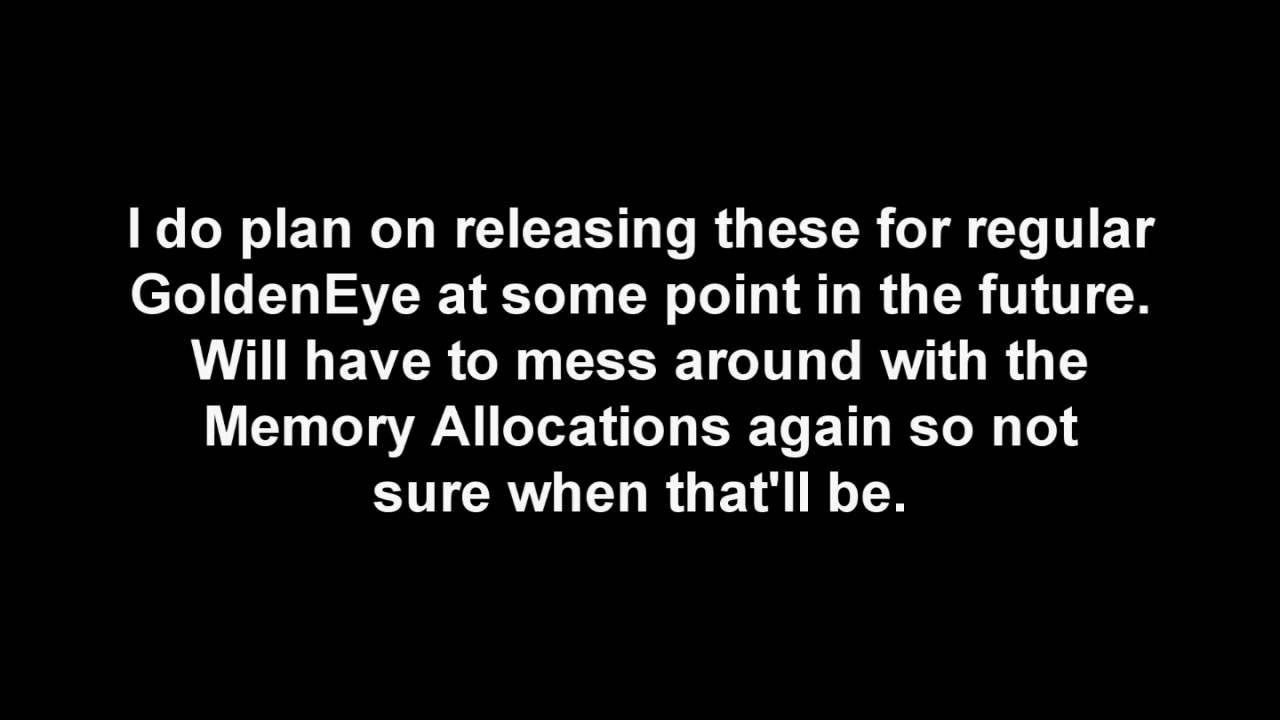 I do plan on releasing these for regular
GoldenEye at some point in the future.
Will have to mess around with the
Memory Allocations again so not
sure when that'll be.